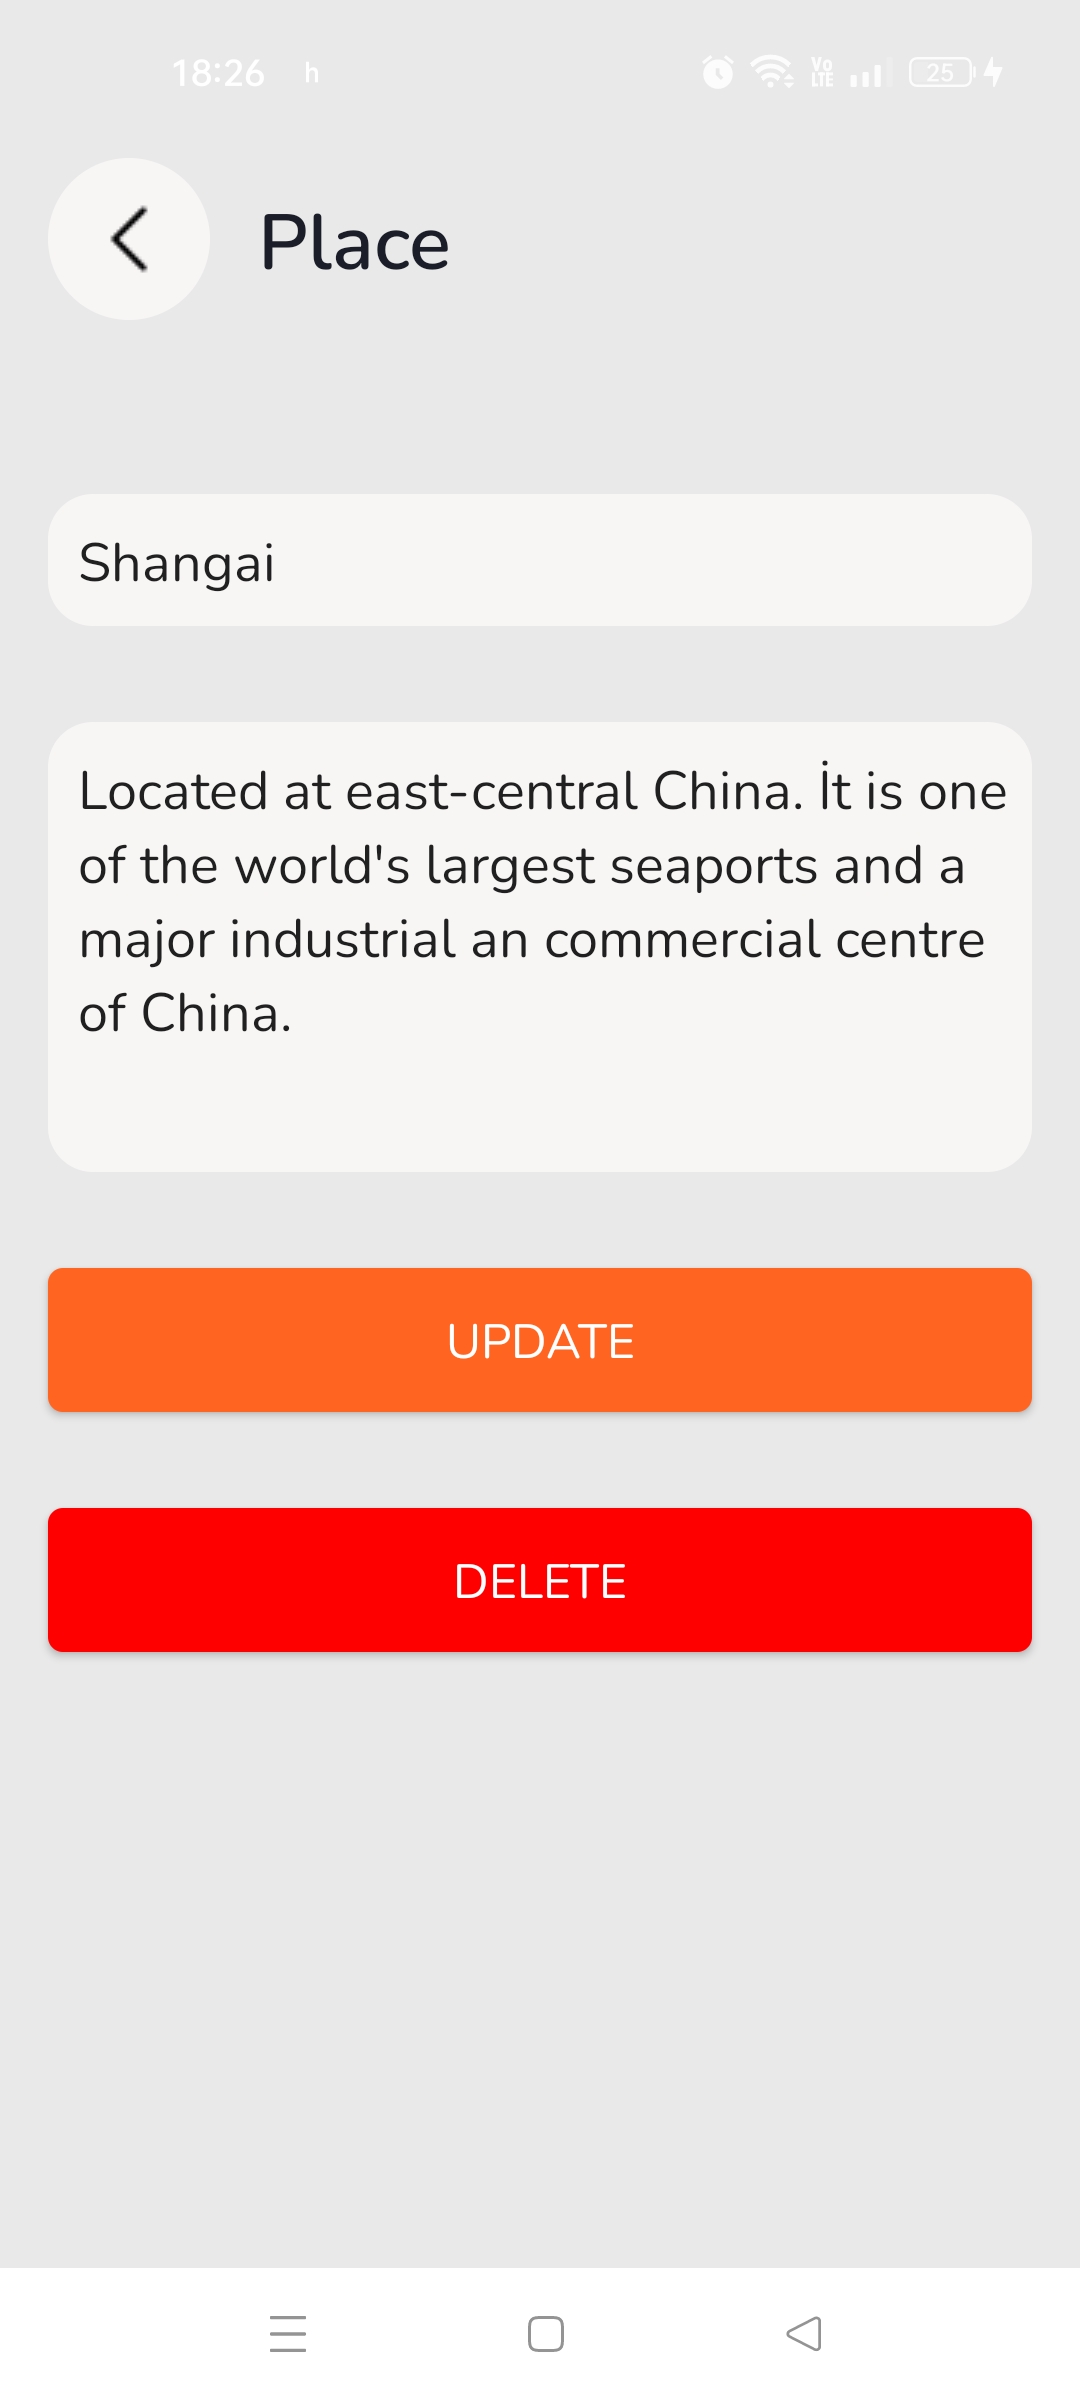 18:26 h Vo LTE 25
Place
Shangai
Located at east-central China. İt is one
of the world's largest seaports and a
major industrial an commercial centre
of China.
UPDATE
DELETE